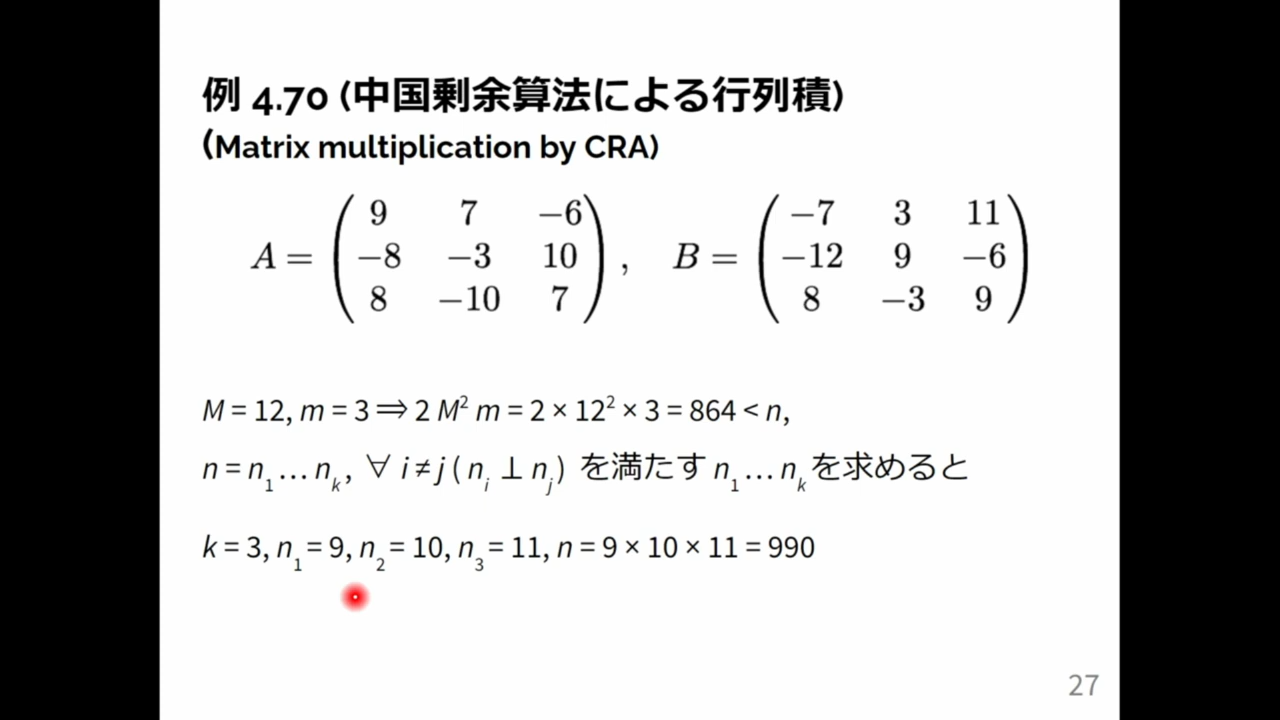 例 4.70 (中国剰余算法による行列積)
(Matrix multiplication by CRA)
A = ( 9 7 −6 ; −8 −3 10 ; 8 −10 7 ) , B = ( −7 3 11 ; −12 9 −6 ; 8 −3 9 )
M = 12, m = 3 ⟹ 2 M² m = 2 × 12² × 3 = 864 < n,
n = n₁ … nₖ, ∀ i ≠ j ( nᵢ ⊥ nⱼ ) を満たす n₁ … nₖ を求めると
k = 3, n₁ = 9, n₂ = 10, n₃ = 11, n = 9 × 10 × 11 = 990
27